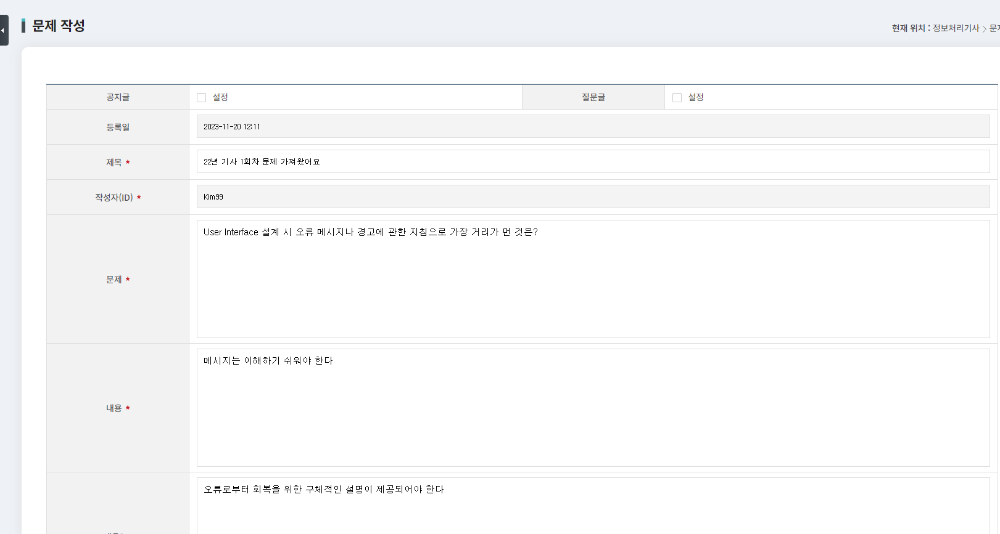 문제 작성
현재 위치 : 정보처리기사 > 문제
공지글 설정 질문글 설정
등록일 2023-11-20 12:11
제목 * 22년 기사 1회차 문제 가져왔어요
작성자(ID) * Kim99
문제 * User Interface 설계 시 오류 메시지나 경고에 관한 지침으로 가장 거리가 먼 것은?
내용 * 메시지는 이해하기 쉬워야 한다
오류로부터 회복을 위한 구체적인 설명이 제공되어야 한다